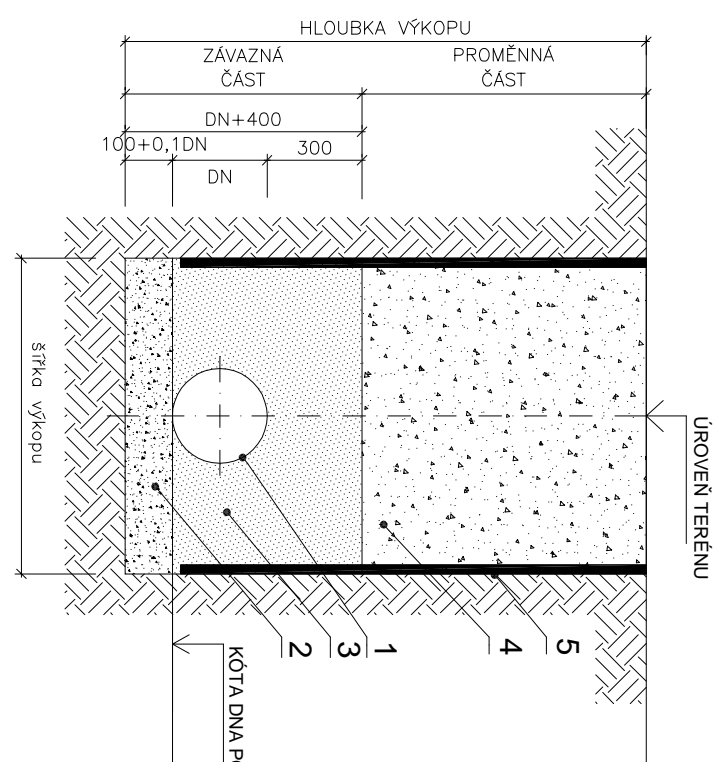 HLOUBKA VÝKOPU
ZÁVAZNÁ
ČÁST
PROMĚNNÁ
ČÁST
DN+400
100+0,1DN
300
DN
šířka výkopu
ÚROVEŇ TERÉNU
1
3
2
4
5
KÓTA DNA